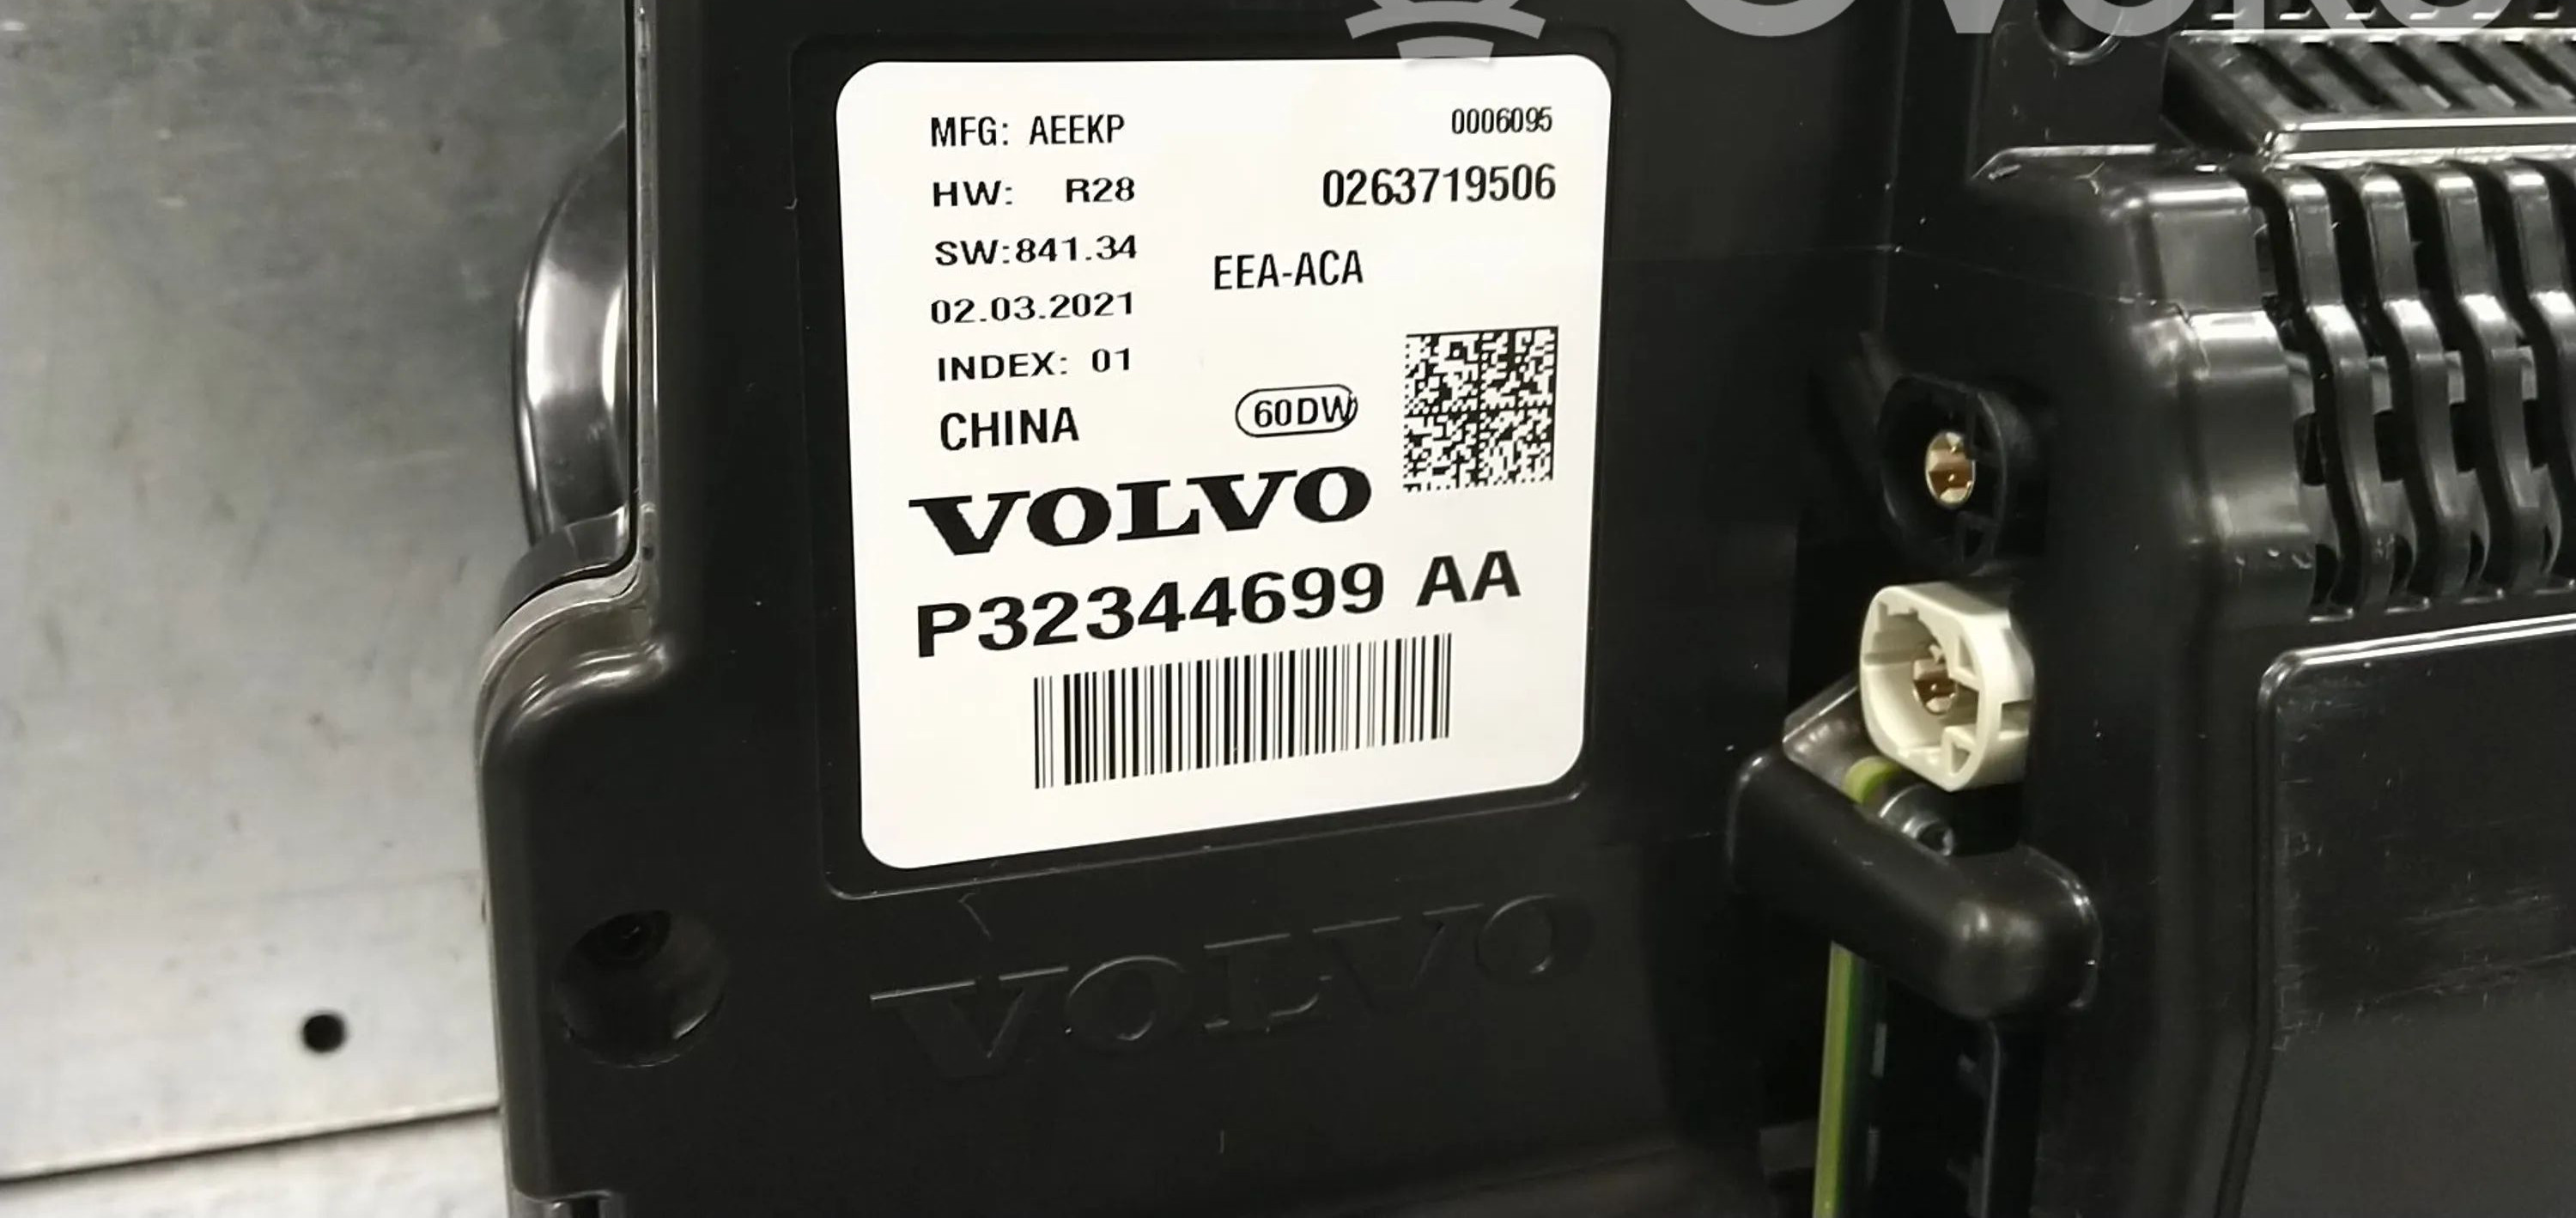 MFG: AEEKP
0006095
HW: R28
0263719506
SW:841.34
EEA-ACA
02.03.2021
INDEX: 01
CHINA
60DW
VOLVO
P32344699 AA
VOLVO